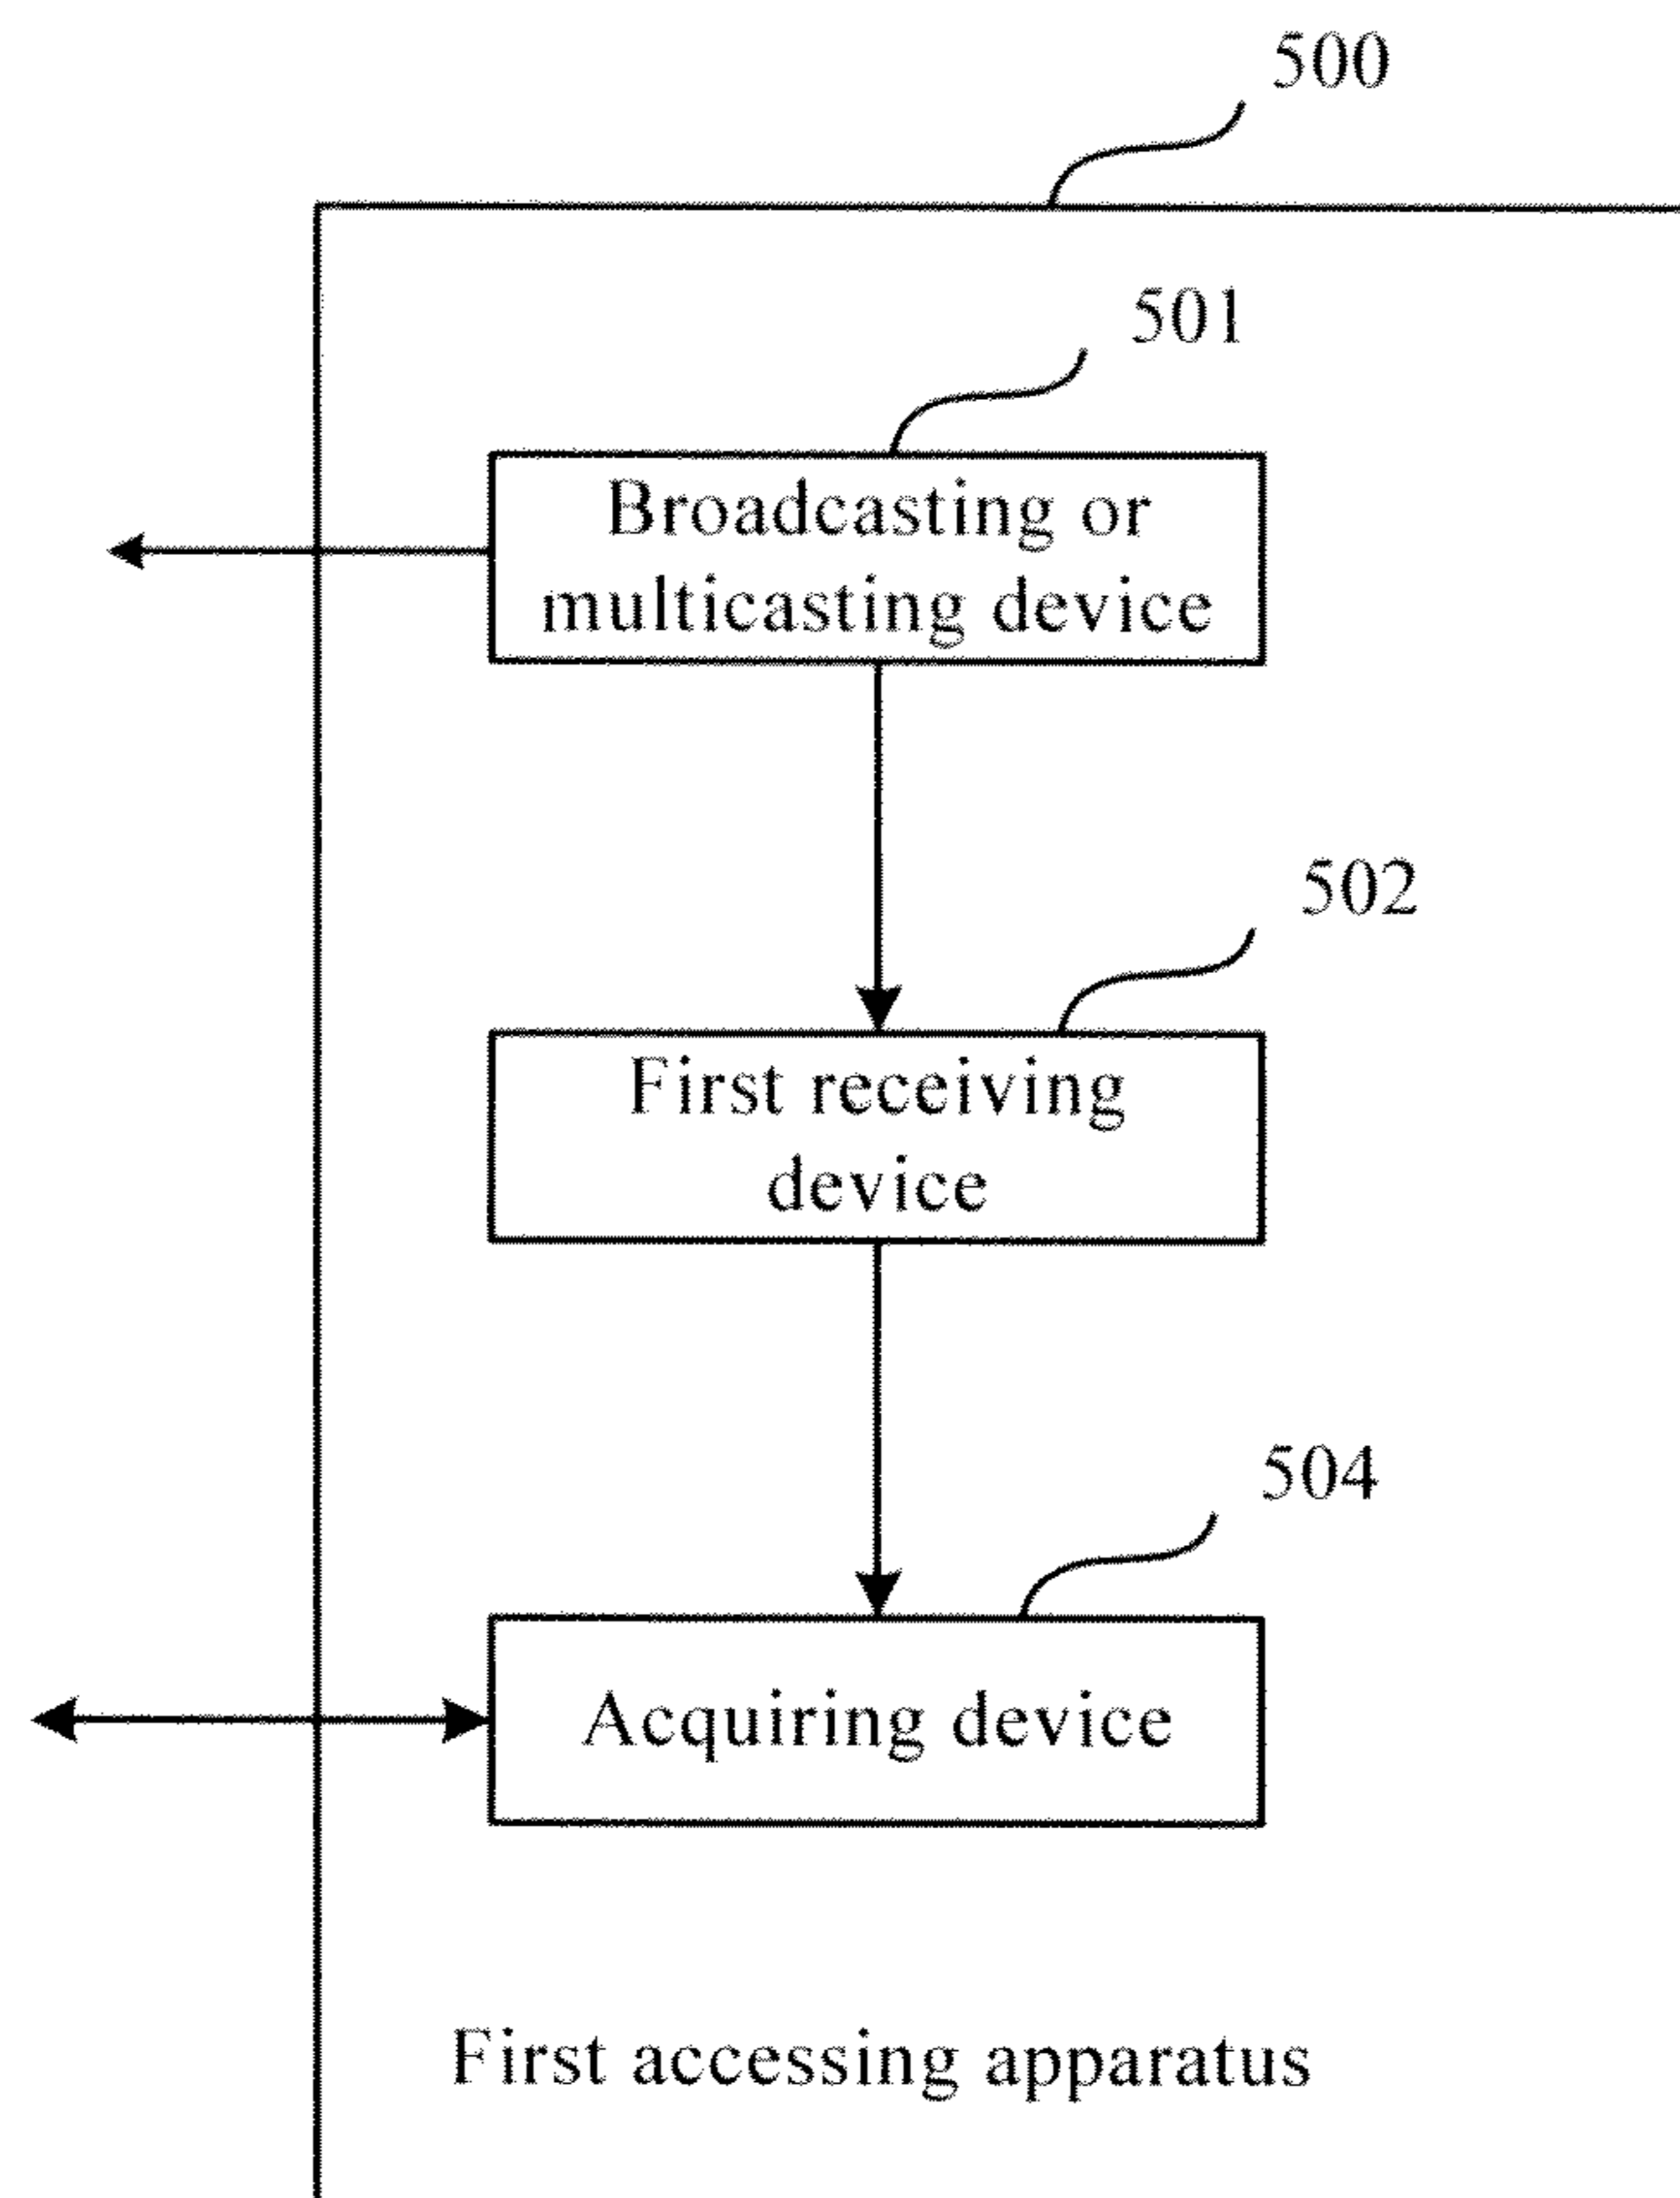 500
501
Broadcasting or
multicasting device
502
First receiving
device
504
Acquiring device
First accessing apparatus